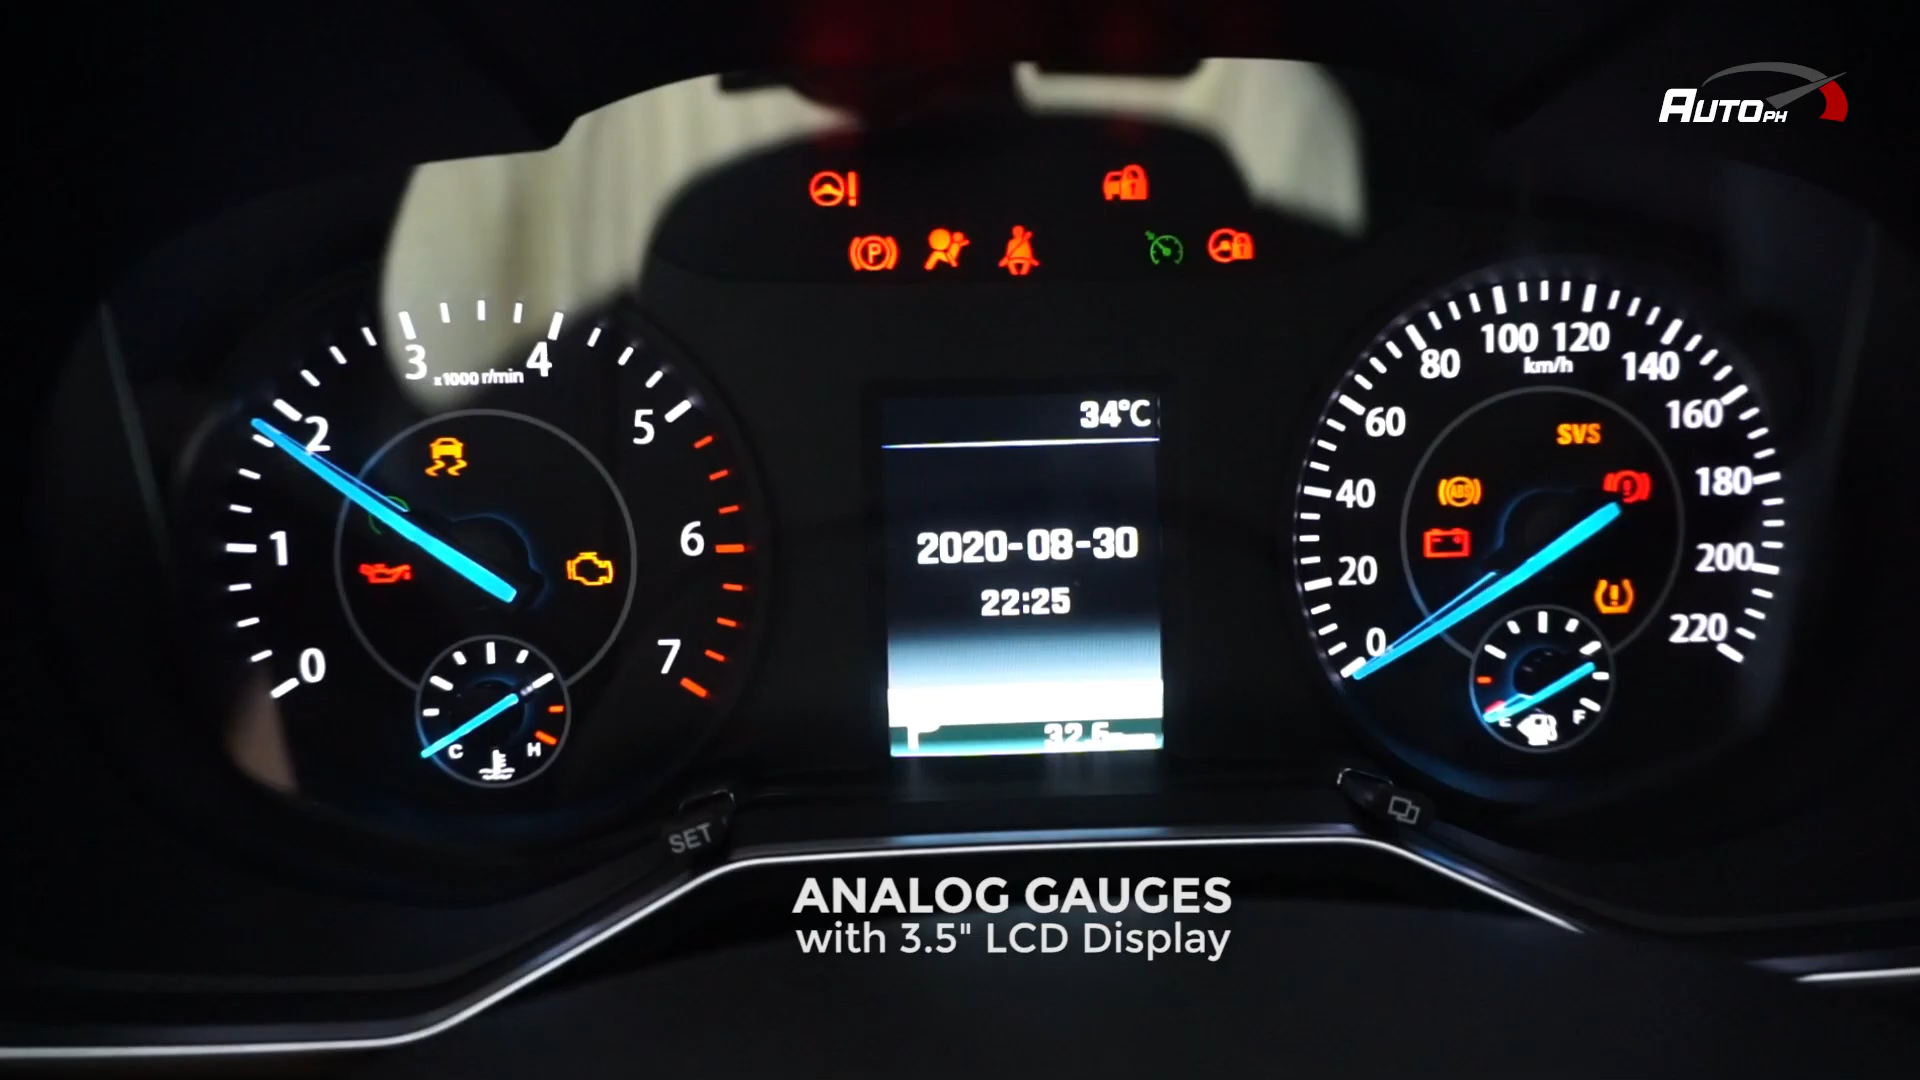 AUTOPH
P
3
4
x1000 r/min
2
5
1
6
0
7
C
H
34°C
2020-08-30
22:25
100
120
80
km/h
140
60
160
SVS
40
ABS
180
20
200
0
220
E
F
SET
ANALOG GAUGES
with 3.5" LCD Display